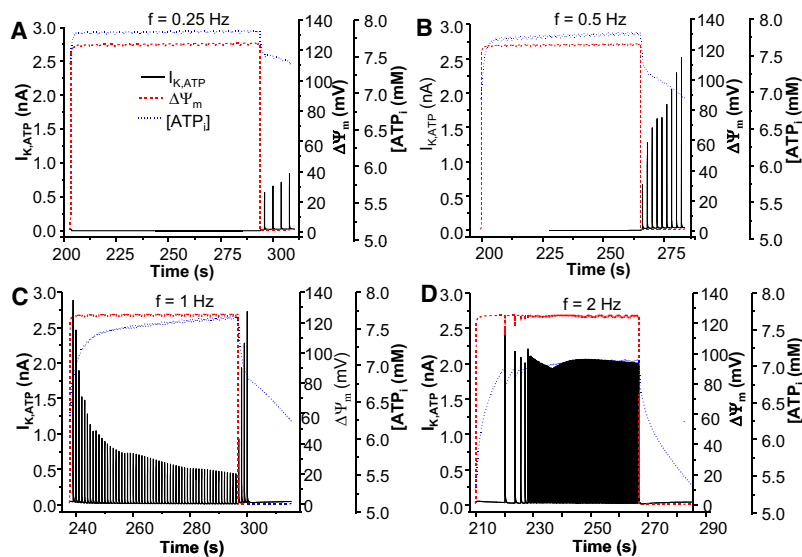 A
f = 0.25 Hz
I_K,ATP (nA)
3.0
2.5
2.0
1.5
1.0
0.5
0.0
I_K,ATP
ΔΨ_m
[ATP_i]
140
120
100
80
60
40
20
0
ΔΨ_m (mV)
8.0
7.5
7.0
6.5
6.0
5.5
5.0
[ATP_i (mM)
200 225 250 275 300
Time (s)
B
f = 0.5 Hz
I_K,ATP (nA)
3.0
2.5
2.0
1.5
1.0
0.5
0.0
140
120
100
80
60
40
20
0
ΔΨ_m (mV)
8.0
7.5
7.0
6.5
6.0
5.5
5.0
[ATP_i (mM)
200 225 250 275
Time (s)
C
f = 1 Hz
I_K,ATP (nA)
3.0
2.5
2.0
1.5
1.0
0.5
0.0
140
120
100
80
60
40
20
0
ΔΨ_m (mV)
8.0
7.5
7.0
6.5
6.0
5.5
5.0
[ATP_i (mM)
240 260 280 300
Time (s)
D
f = 2 Hz
I_K,ATP (nA)
3.0
2.5
2.0
1.5
1.0
0.5
0.0
140
120
100
80
60
40
20
0
ΔΨ_m (mV)
8.0
7.5
7.0
6.5
6.0
5.5
5.0
[ATP_i (mM)
210 230 250 270 290
Time (s)